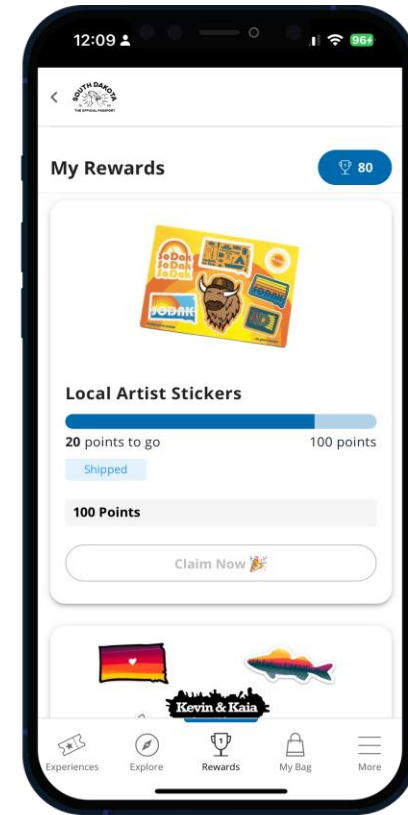 12:09
96
SOUTH DAKOTA
THE OFFICIAL PASSPORT
My Rewards
80
SoDak
SoDak
SoDak
SODAK
SODAK
Local Artist Stickers
20 points to go
100 points
Shipped
100 Points
Claim Now 🎉
Kevin & Kaia
Experiences
Explore
Rewards
My Bag
More